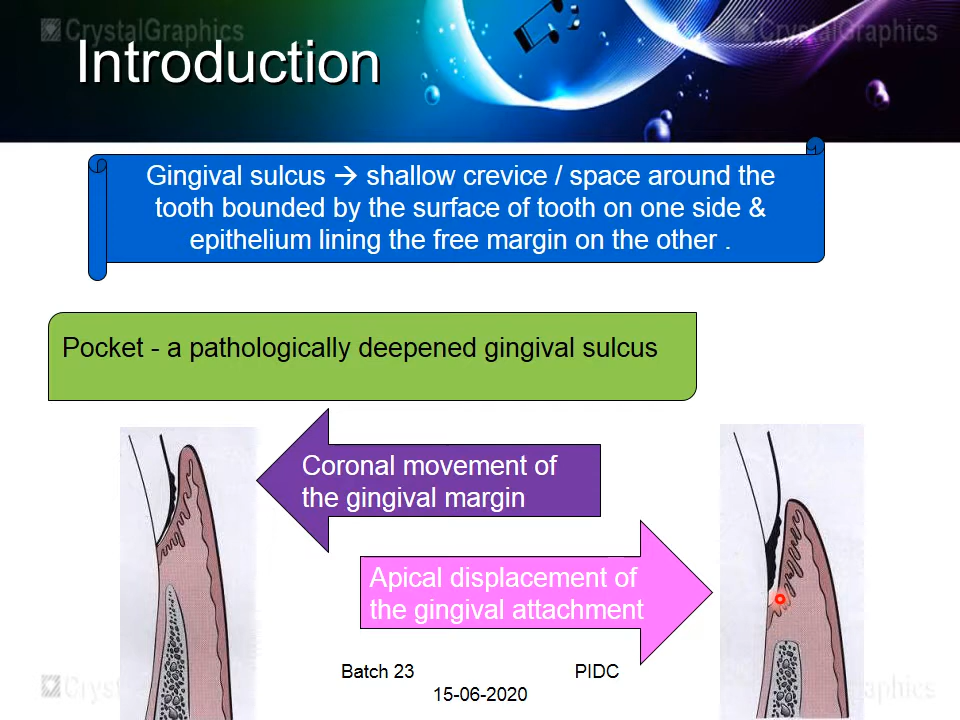 CrystalGraphics
CrystalGraphics
Introduction
Gingival sulcus → shallow crevice / space around the
tooth bounded by the surface of tooth on one side &
epithelium lining the free margin on the other .
Pocket - a pathologically deepened gingival sulcus
Coronal movement of
the gingival margin
Apical displacement of
the gingival attachment
Batch 23
PIDC
15-06-2020